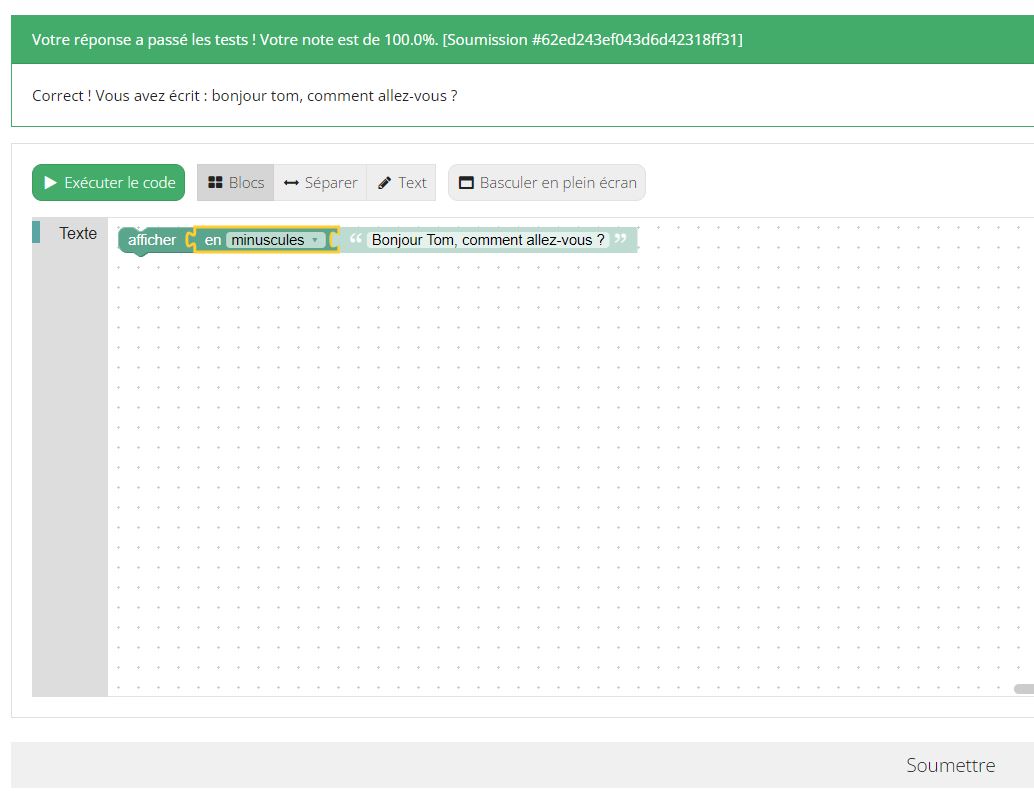 Votre réponse a passé les tests ! Votre note est de 100.0%. [Soumission #62ed243ef043d6d42318ff31]
Correct ! Vous avez écrit : bonjour tom, comment allez-vous ?
Exécuter le code Blocs Séparer Text Basculer en plein écran
Texte afficher en minuscules “ Bonjour Tom, comment allez-vous ? ”
Soumettre